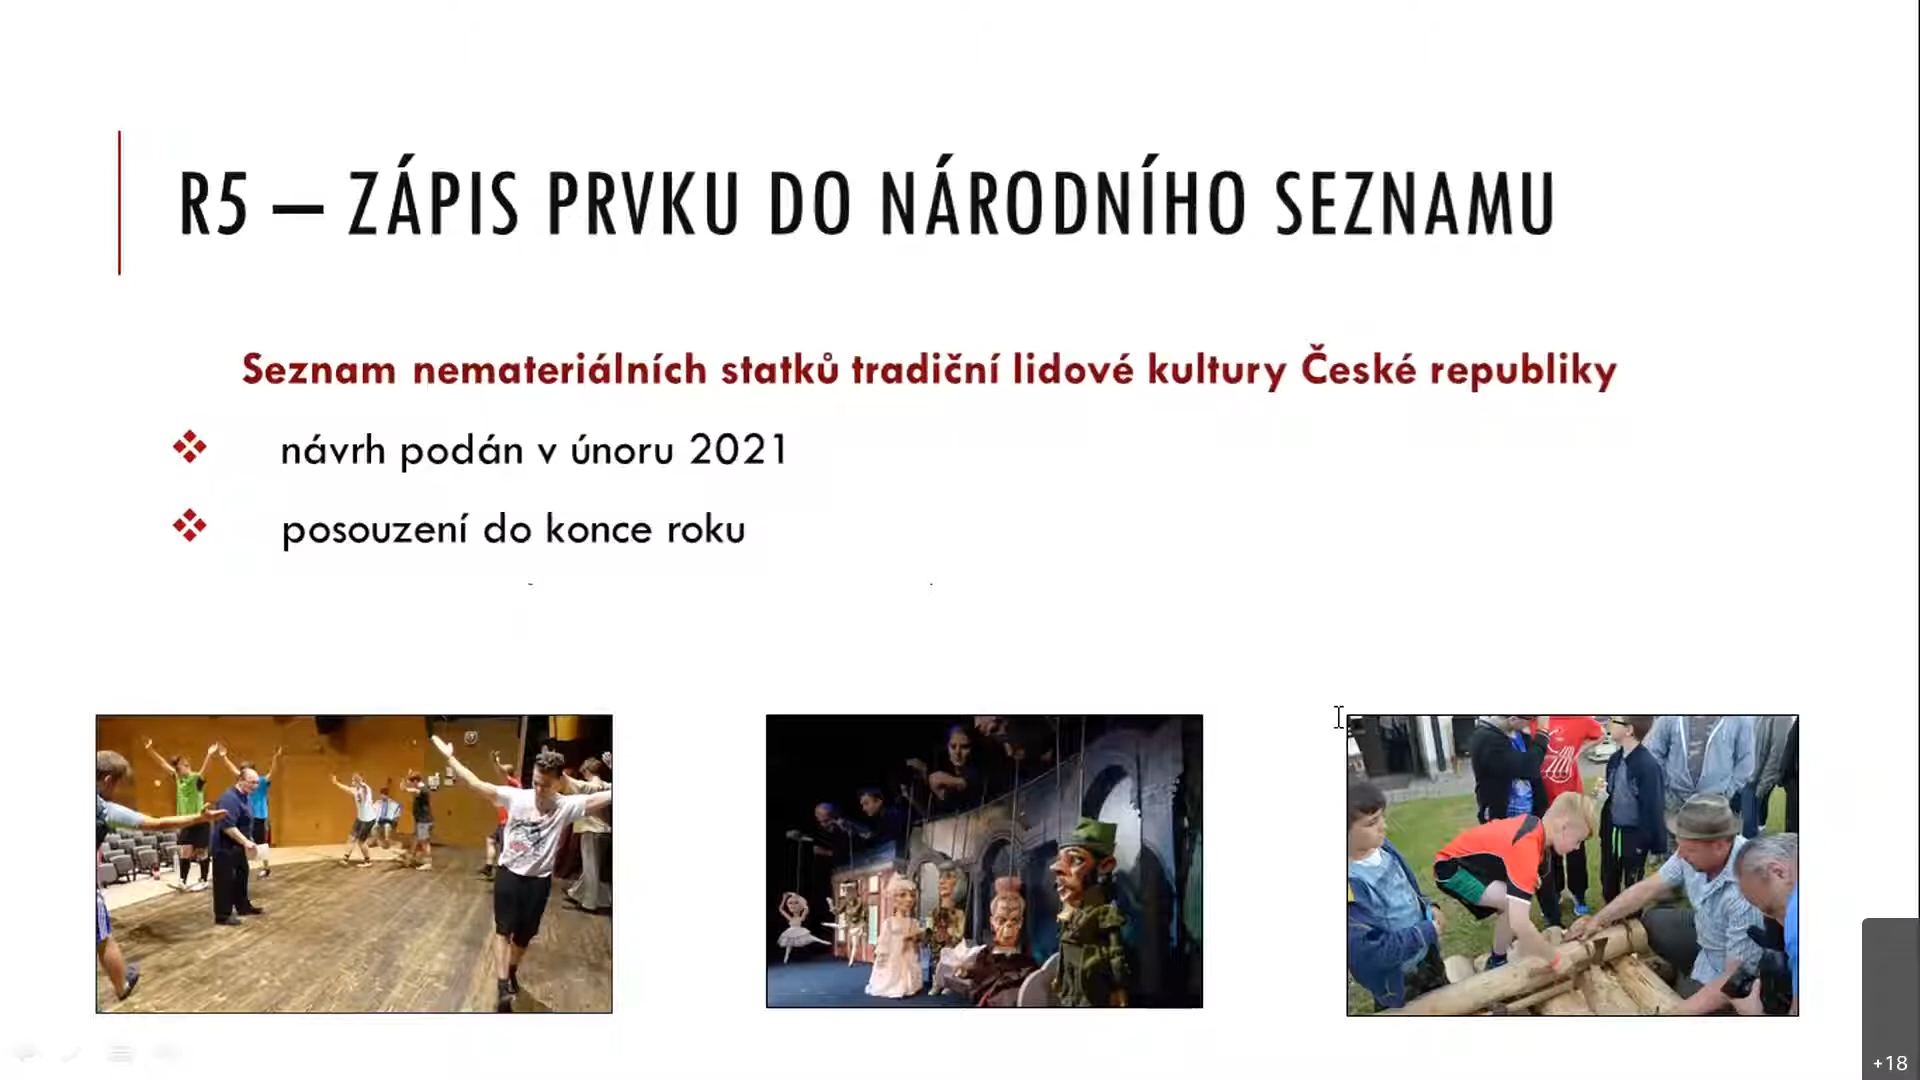 R5 – ZÁPIS PRVKU DO NÁRODNÍHO SEZNAMU
Seznam nemateriálních statků tradiční lidové kultury České republiky
návrh podán v únoru 2021
posouzení do konce roku
+18